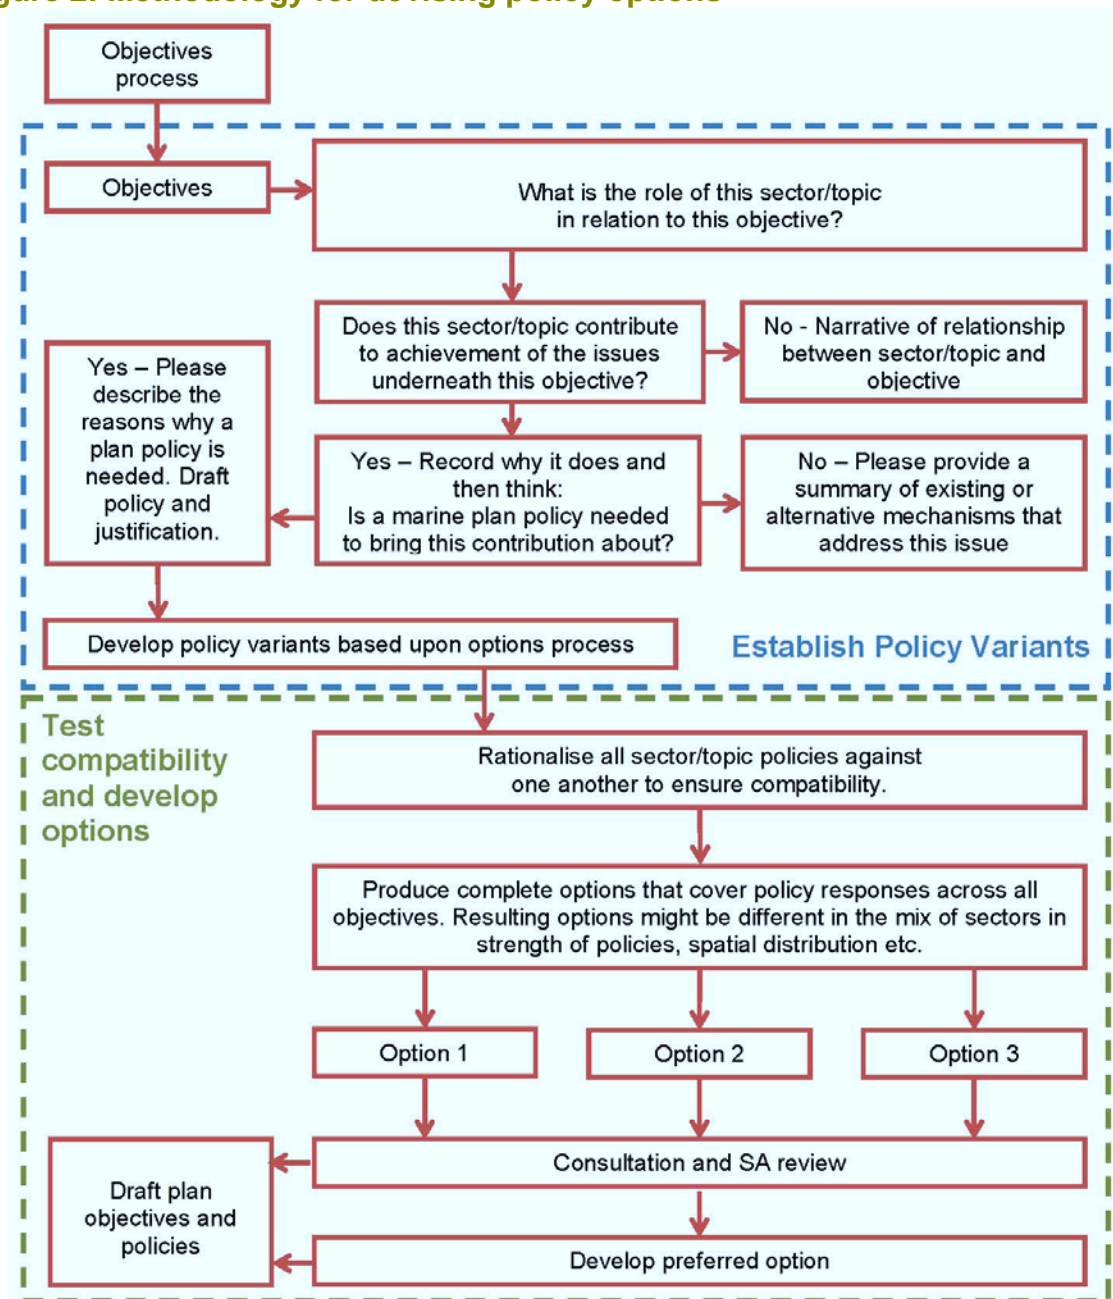 Figure 2: Methodology for devising policy options
Objectives
process
Objectives
What is the role of this sector/topic
in relation to this objective?
Does this sector/topic contribute
to achievement of the issues
underneath this objective?
No - Narrative of relationship
between sector/topic and
objective
Yes – Please
describe the
reasons why a
plan policy is
needed. Draft
policy and
justification.
Yes – Record why it does and
then think:
Is a marine plan policy needed
to bring this contribution about?
No – Please provide a
summary of existing or
alternative mechanisms that
address this issue
Develop policy variants based upon options process
Establish Policy Variants
Test
compatibility
and develop
options
Rationalise all sector/topic policies against
one another to ensure compatibility.
Produce complete options that cover policy responses across all
objectives. Resulting options might be different in the mix of sectors in
strength of policies, spatial distribution etc.
Option 1
Option 2
Option 3
Consultation and SA review
Draft plan
objectives and
policies
Develop preferred option